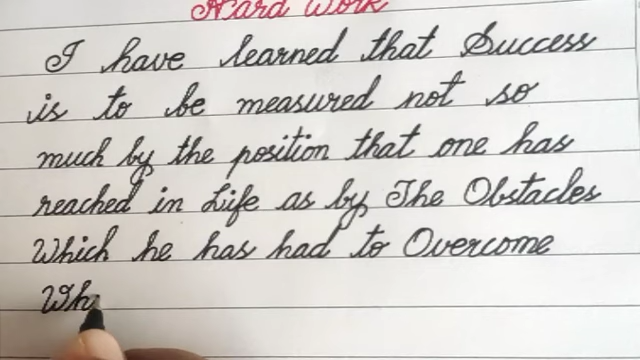 Hard Work
I have learned that Success
is to be measured not so
much by the position that one has
reached in Life as by The Obstacles
Which he has had to Overcome
Wh